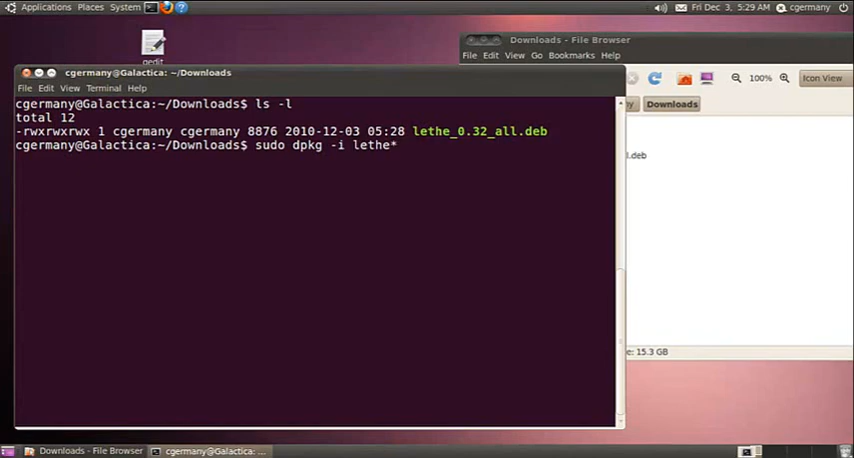 Applications Places System
Fri Dec 3, 5:29 AM cgermany
gedit
Downloads - File Browser
File Edit View Go Bookmarks Help
100% Icon View
Downloads
.deb
15.3 GB
cgermany@Galactica: ~/Downloads
File Edit View Terminal Help
cgermany@Galactica:~/Downloads$ ls -l
total 12
-rwxrwxrwx 1 cgermany cgermany 8876 2010-12-03 05:28 lethe_0.32_all.deb
cgermany@Galactica:~/Downloads$ sudo dpkg -i lethe*
Downloads - File Browser
cgermany@Galactica: ...